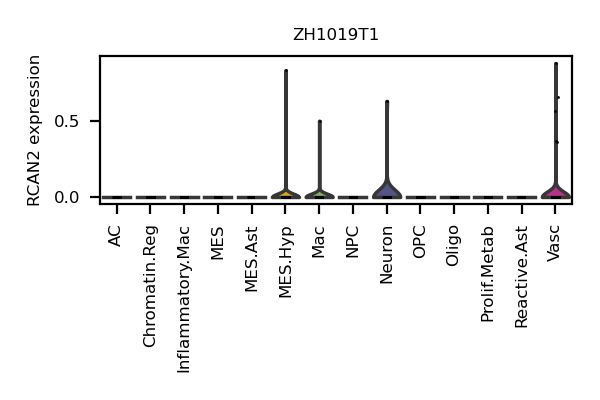 ZH1019T1
RCAN2 expression
0.5
0.0
AC
Chromatin.Reg
Inflammatory.Mac
MES
MES.Ast
MES.Hyp
Mac
NPC
Neuron
OPC
Oligo
Prolif.Metab
Reactive.Ast
Vasc